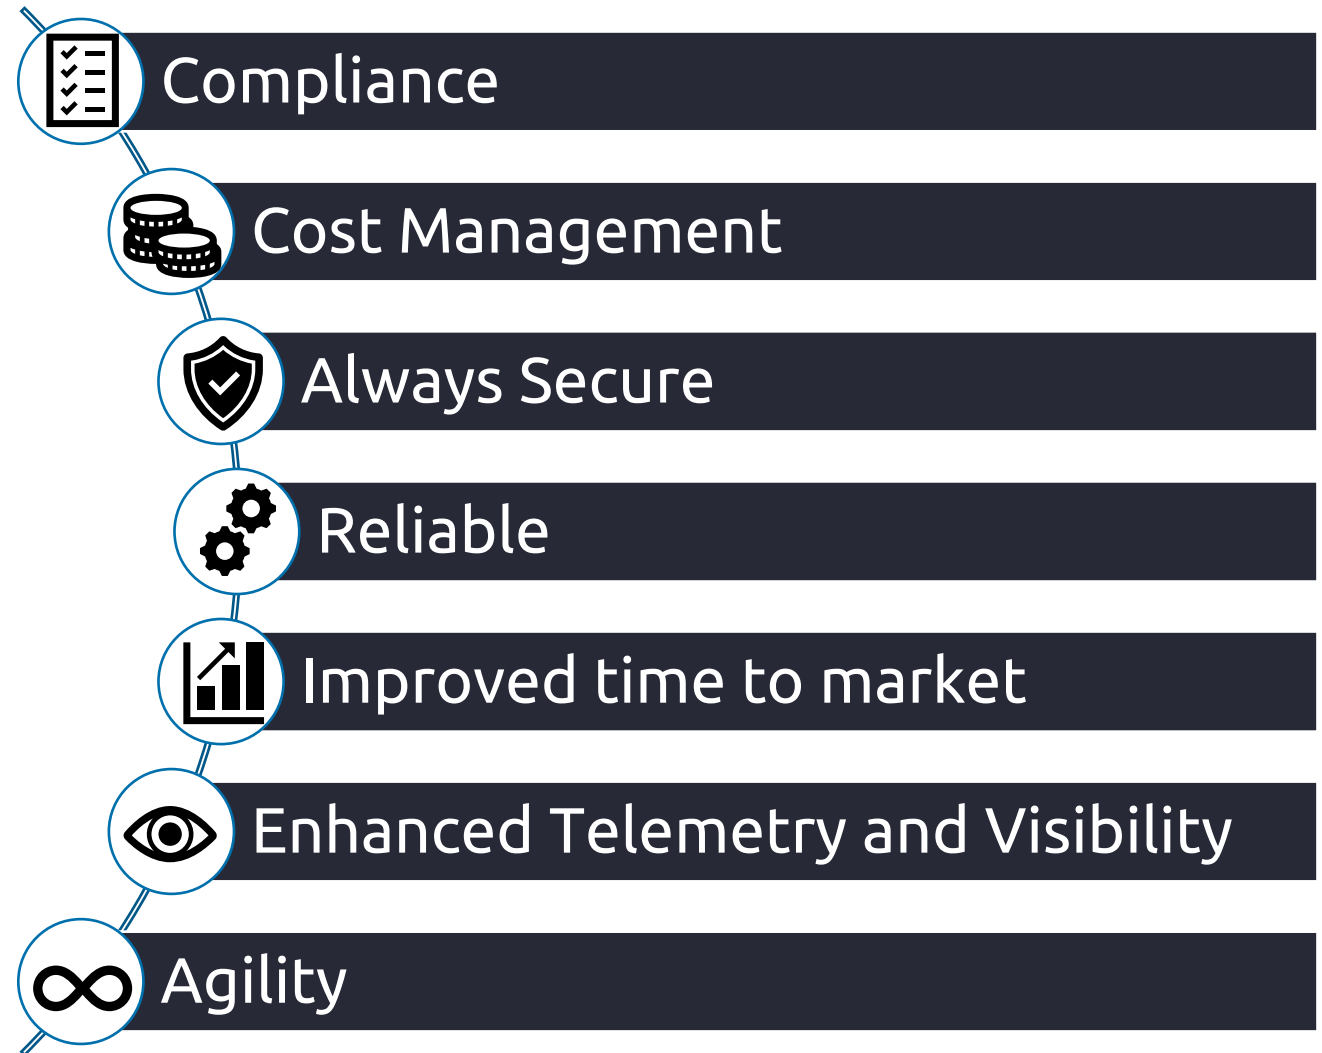 Compliance
Cost Management
Always Secure
Reliable
Improved time to market
Enhanced Telemetry and Visibility
Agility